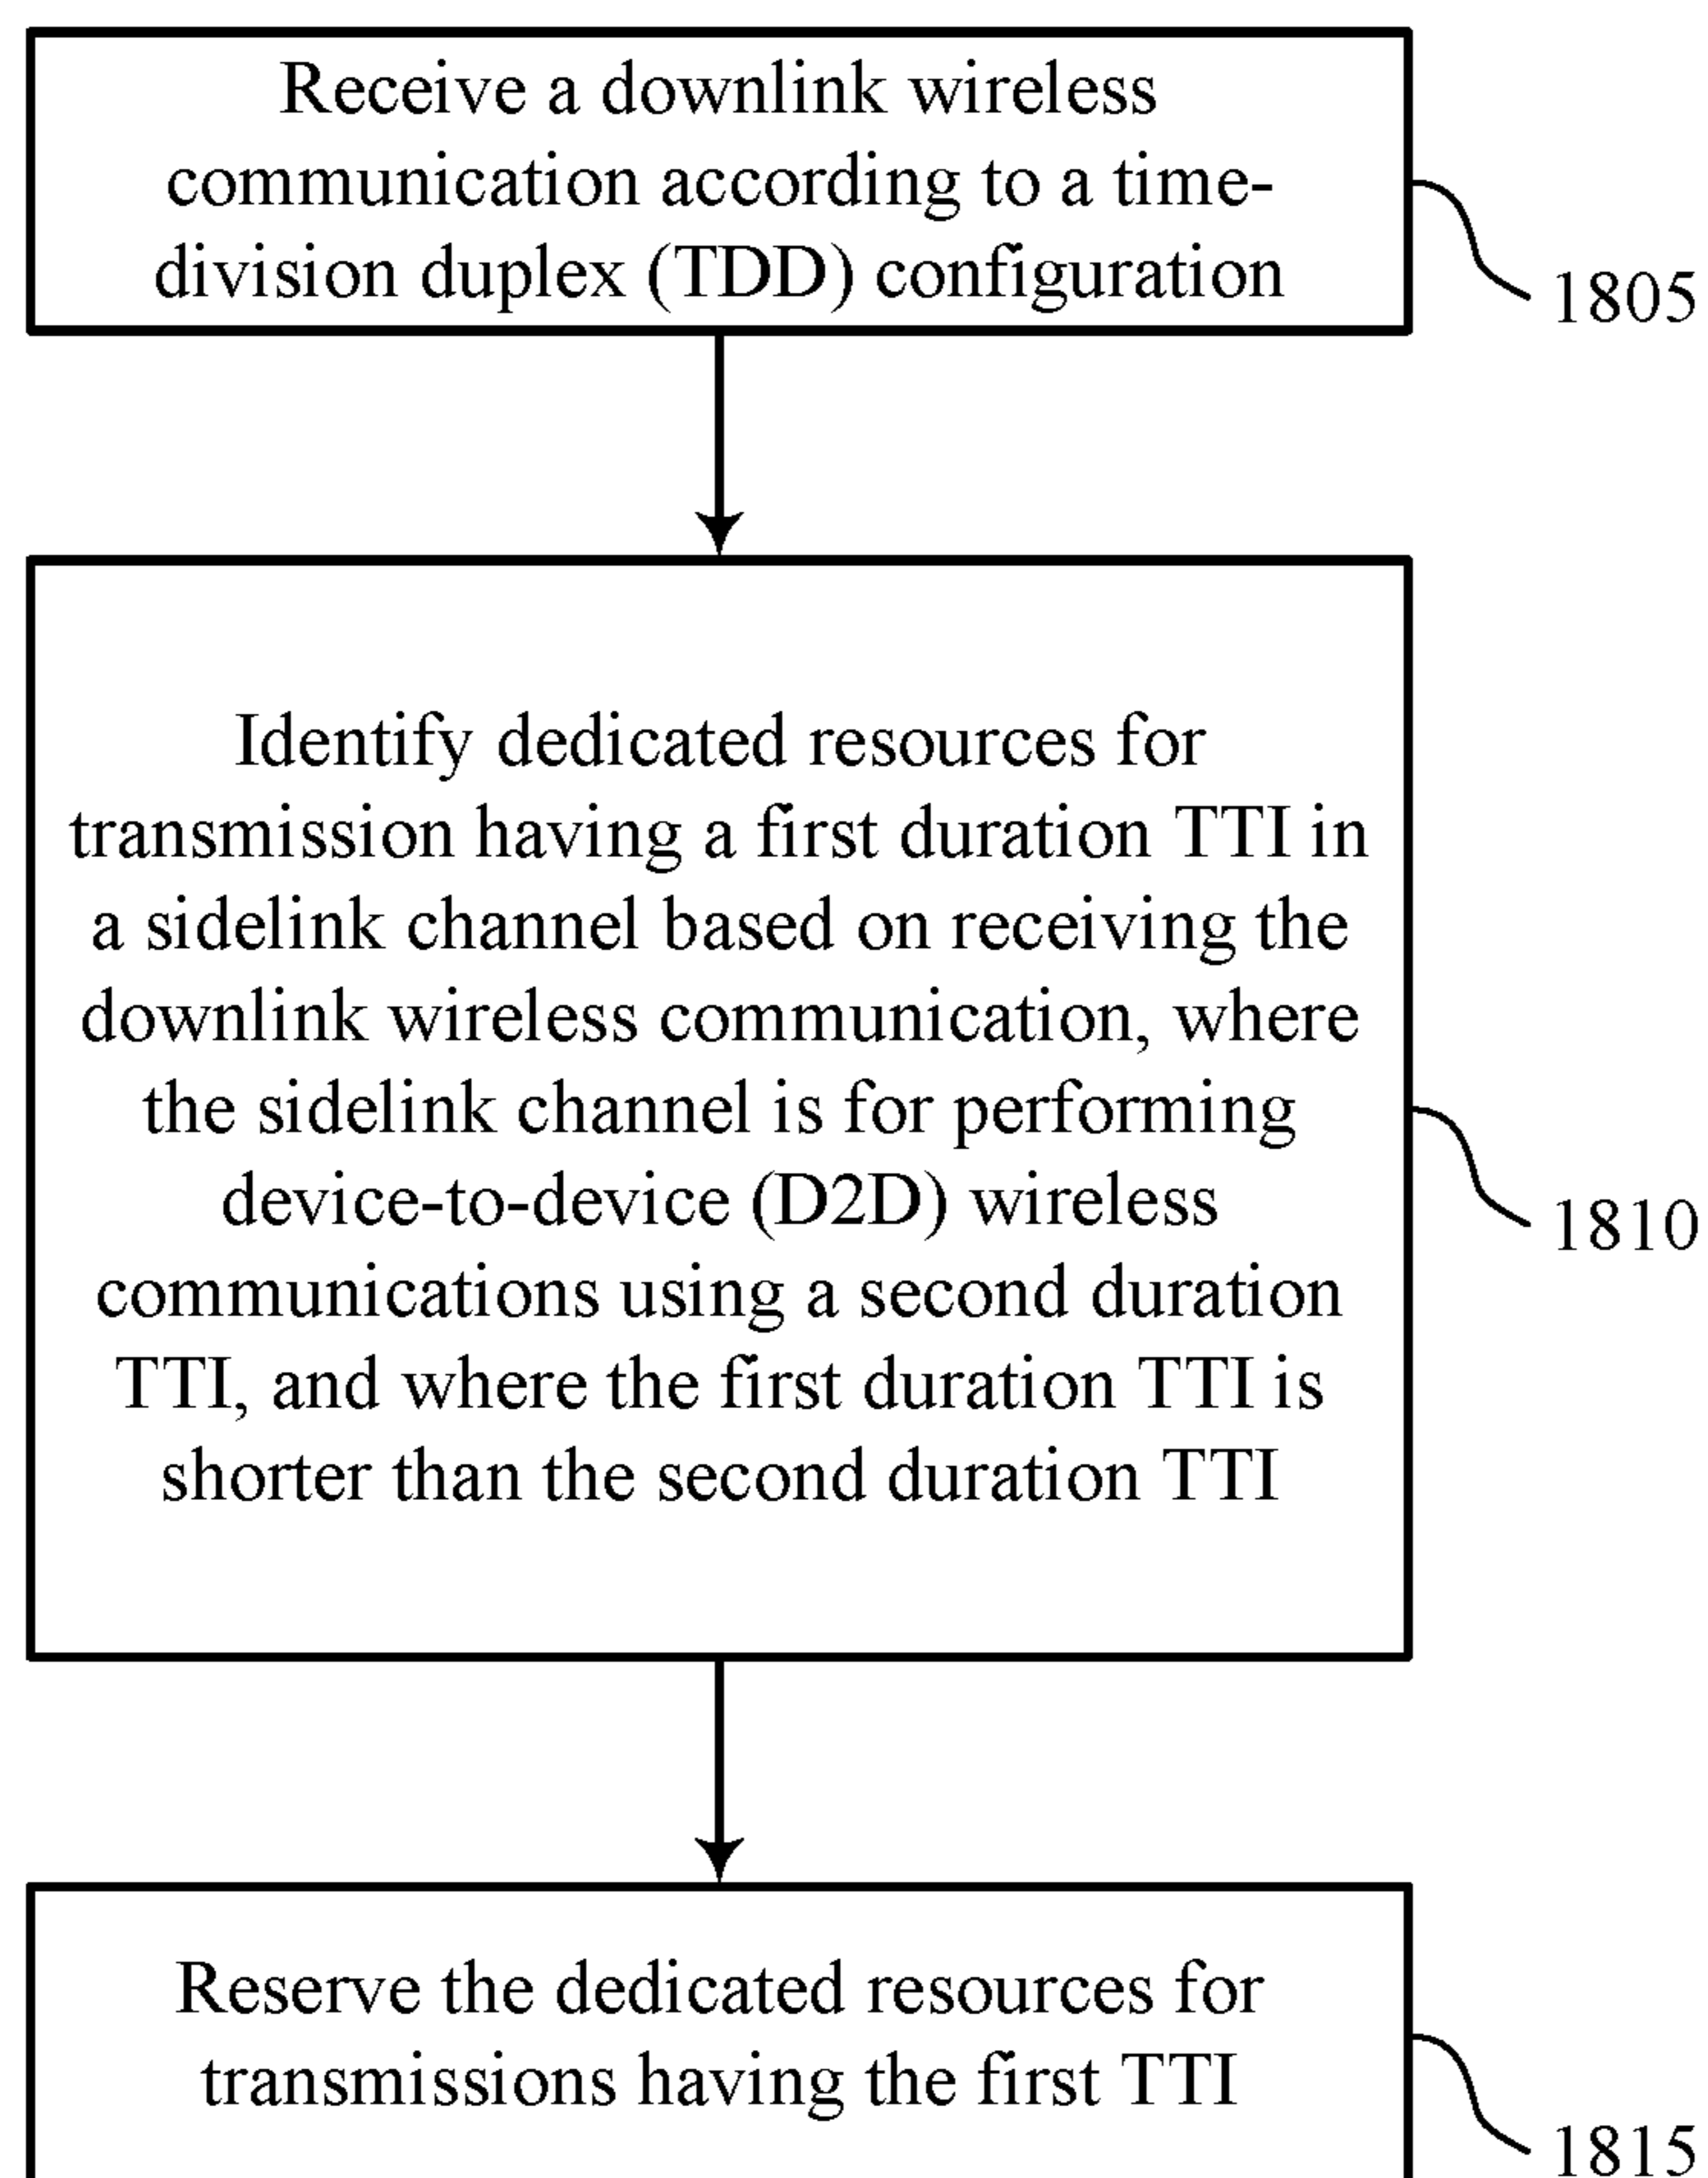 Receive a downlink wireless
communication according to a time-
division duplex (TDD) configuration
1805
Identify dedicated resources for
transmission having a first duration TTI in
a sidelink channel based on receiving the
downlink wireless communication, where
the sidelink channel is for performing
device-to-device (D2D) wireless
communications using a second duration
TTI, and where the first duration TTI is
shorter than the second duration TTI
1810
Reserve the dedicated resources for
transmissions having the first TTI
1815